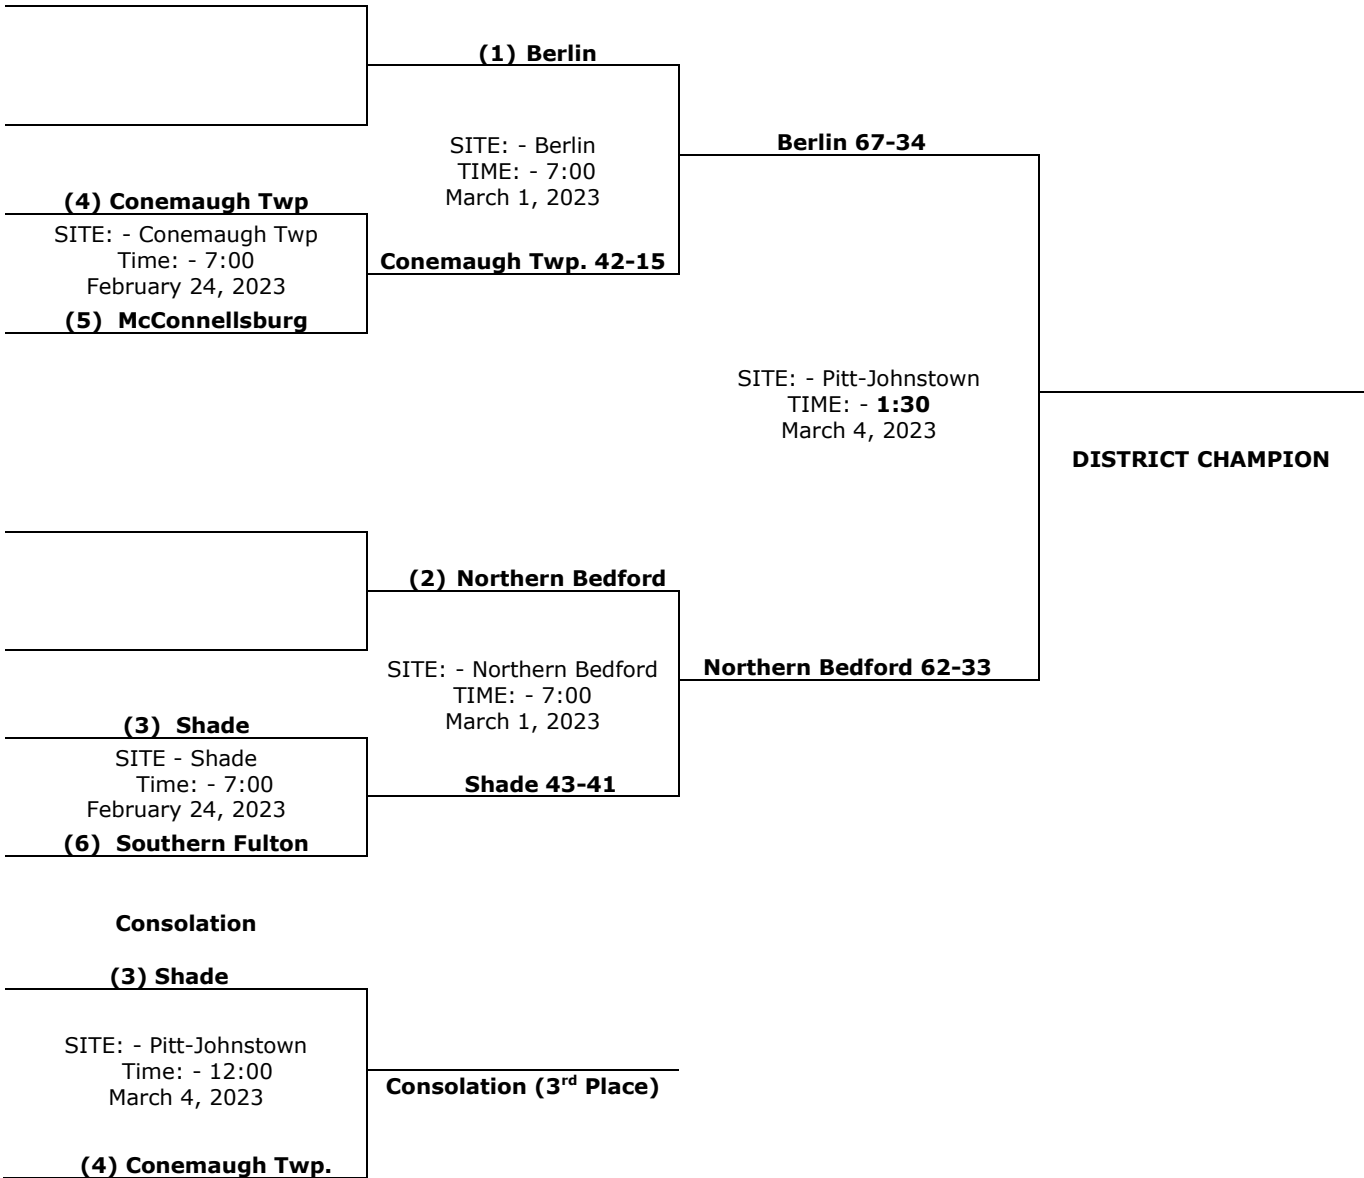 (1) Berlin
SITE: - Berlin
TIME: - 7:00
March 1, 2023
Berlin 67-34
(4) Conemaugh Twp
SITE: - Conemaugh Twp
Time: - 7:00
February 24, 2023
(5) McConnellsburg
Conemaugh Twp. 42-15
SITE: - Pitt-Johnstown
TIME: - 1:30
March 4, 2023
DISTRICT CHAMPION
(2) Northern Bedford
SITE: - Northern Bedford
TIME: - 7:00
March 1, 2023
Northern Bedford 62-33
(3) Shade
SITE - Shade
Time: - 7:00
February 24, 2023
(6) Southern Fulton
Shade 43-41
Consolation
(3) Shade
SITE: - Pitt-Johnstown
Time: - 12:00
March 4, 2023
(4) Conemaugh Twp.
Consolation (3rd Place)